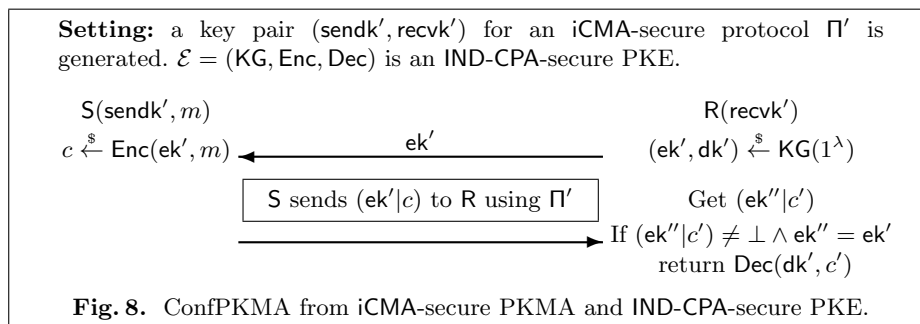 Setting: a key pair (sendk′, recvk′) for an iCMA-secure protocol Π′ is
generated. ℰ = (KG, Enc, Dec) is an IND-CPA-secure PKE.
S(sendk′, m) R(recvk′)
c ←$ Enc(ek′, m) ek′ (ek′, dk′) ←$ KG(1^λ)
S sends (ek′|c) to R using Π′ Get (ek″|c′)
If (ek″|c′) ≠ ⊥ ∧ ek″ = ek′
return Dec(dk′, c′)
Fig. 8. ConfPKMA from iCMA-secure PKMA and IND-CPA-secure PKE.